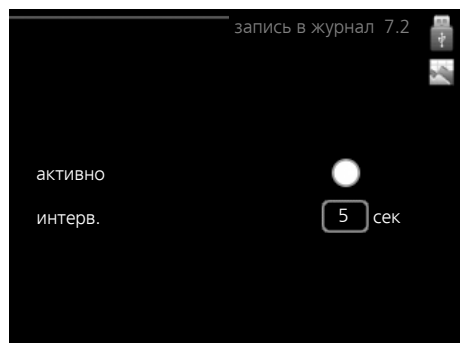 запись в журнал 7.2
активно
интерв. 5 сек